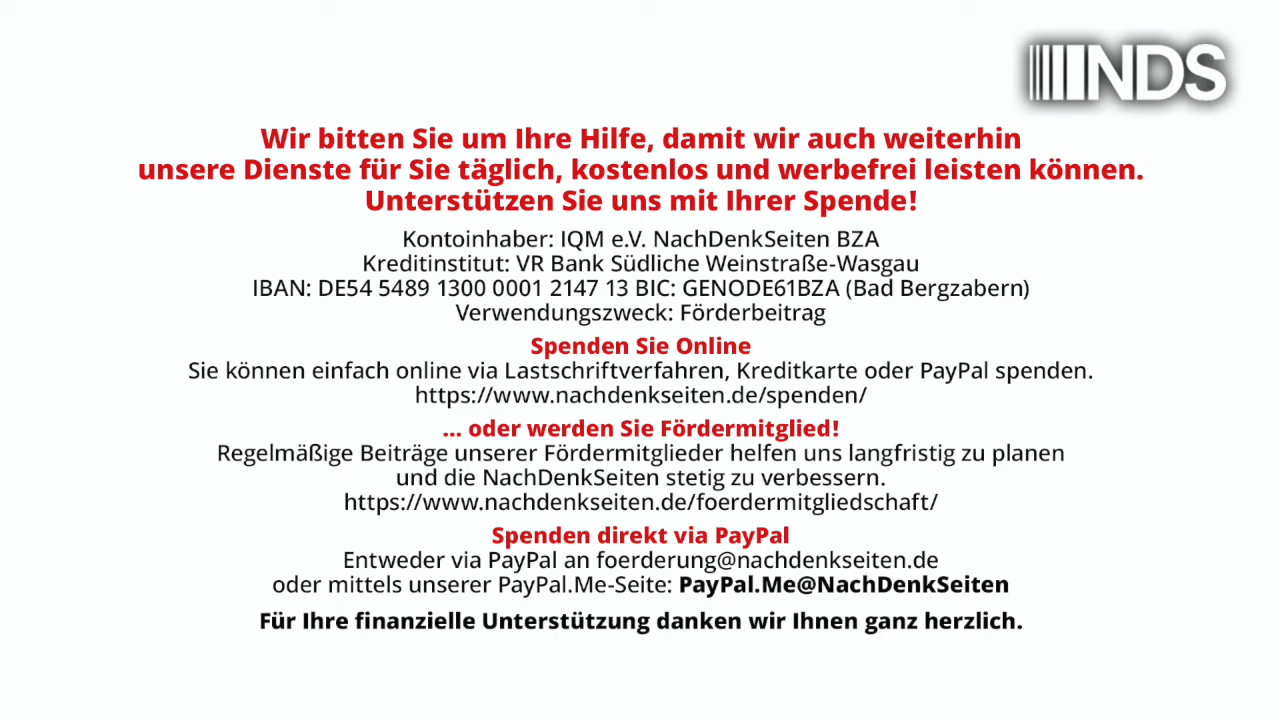 NDS
Wir bitten Sie um Ihre Hilfe, damit wir auch weiterhin
unsere Dienste für Sie täglich, kostenlos und werbefrei leisten können.
Unterstützen Sie uns mit Ihrer Spende!
Kontoinhaber: IQM e.V. NachDenkSeiten BZA
Kreditinstitut: VR Bank Südliche Weinstraße-Wasgau
IBAN: DE54 5489 1300 0001 2147 13 BIC: GENODE61BZA (Bad Bergzabern)
Verwendungszweck: Förderbeitrag
Spenden Sie Online
Sie können einfach online via Lastschriftverfahren, Kreditkarte oder PayPal spenden.
https://www.nachdenkseiten.de/spenden/
... oder werden Sie Fördermitglied!
Regelmäßige Beiträge unserer Fördermitglieder helfen uns langfristig zu planen
und die NachDenkSeiten stetig zu verbessern.
https://www.nachdenkseiten.de/foerdermitgliedschaft/
Spenden direkt via PayPal
Entweder via PayPal an foerderung@nachdenkseiten.de
oder mittels unserer PayPal.Me-Seite: PayPal.Me@NachDenkSeiten
Für Ihre finanzielle Unterstützung danken wir Ihnen ganz herzlich.